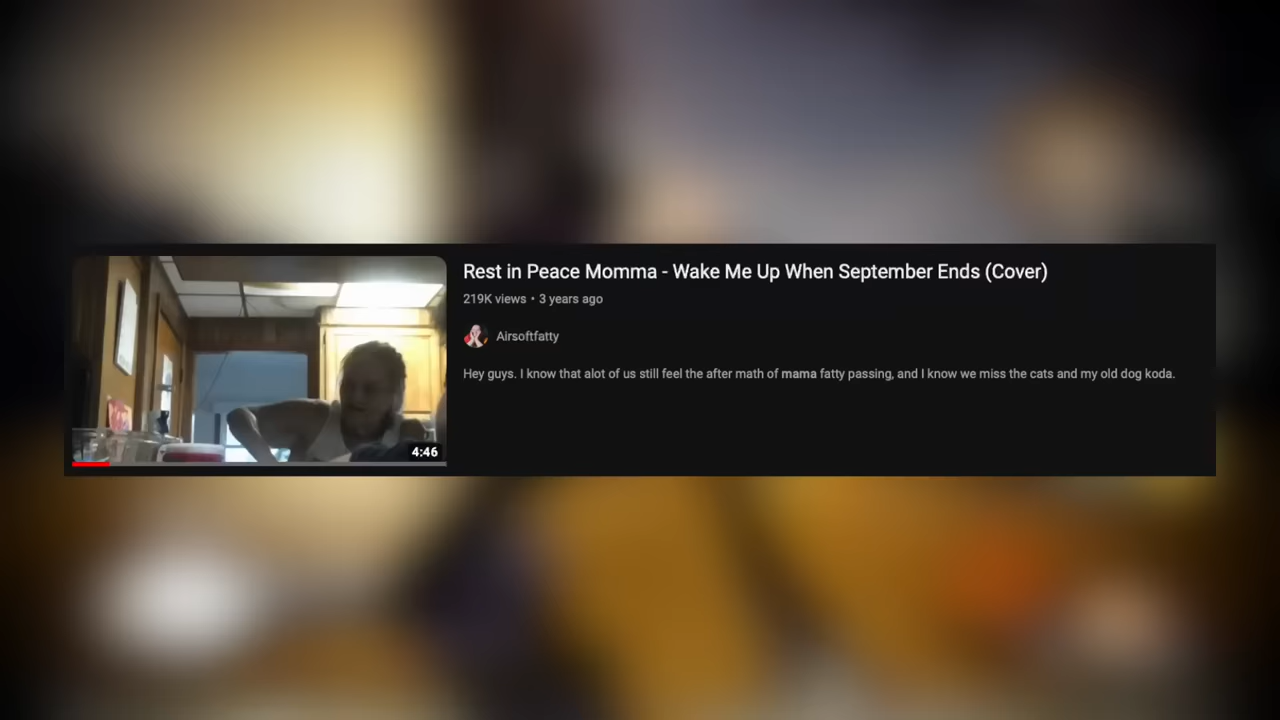 Rest in Peace Momma - Wake Me Up When September Ends (Cover)
219K views • 3 years ago
Airsoftfatty
Hey guys. I know that alot of us still feel the after math of mama fatty passing, and I know we miss the cats and my old dog koda.
4:46